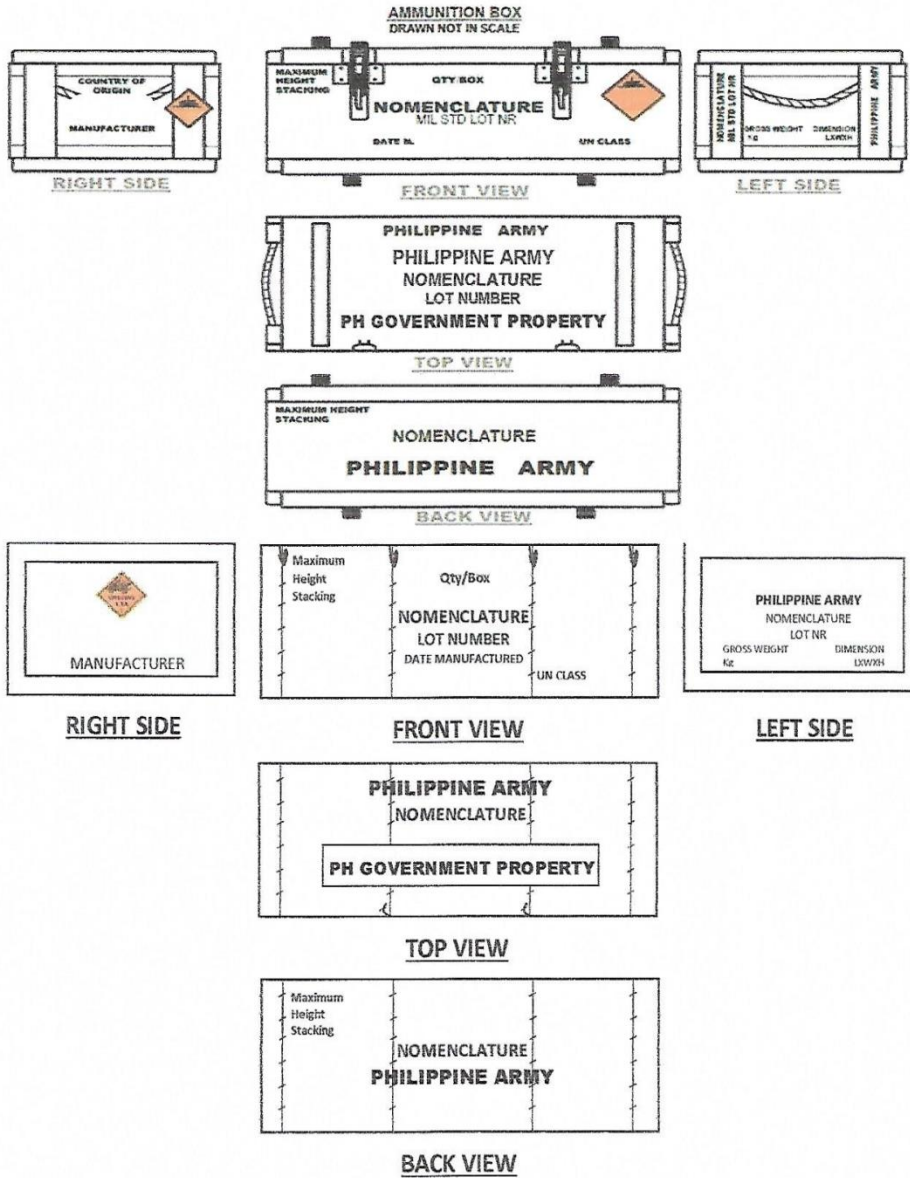 AMMUNITION BOX
DRAWN NOT IN SCALE
COUNTRY OF
ORIGIN
MANUFACTURER
RIGHT SIDE
MAXIMUM
HEIGHT
STACKING
QTY/BOX
NOMENCLATURE
MIL STD LOT NR
DATE M.
UN CLASS
FRONT VIEW
NOMENCLATURE
MIL STD LOT NR
GROSS WEIGHT DIMENSION
Kg LXWXH
PHILIPPINE ARMY
LEFT SIDE
PHILIPPINE ARMY
PHILIPPINE ARMY
NOMENCLATURE
LOT NUMBER
PH GOVERNMENT PROPERTY
TOP VIEW
MAXIMUM HEIGHT
STACKING
NOMENCLATURE
PHILIPPINE ARMY
BACK VIEW
MANUFACTURER
RIGHT SIDE
Maximum
Height
Stacking
Qty/Box
NOMENCLATURE
LOT NUMBER
DATE MANUFACTURED
UN CLASS
FRONT VIEW
PHILIPPINE ARMY
NOMENCLATURE
LOT NR
GROSS WEIGHT DIMENSION
Kg LXWXH
LEFT SIDE
PHILIPPINE ARMY
NOMENCLATURE
PH GOVERNMENT PROPERTY
TOP VIEW
Maximum
Height
Stacking
NOMENCLATURE
PHILIPPINE ARMY
BACK VIEW